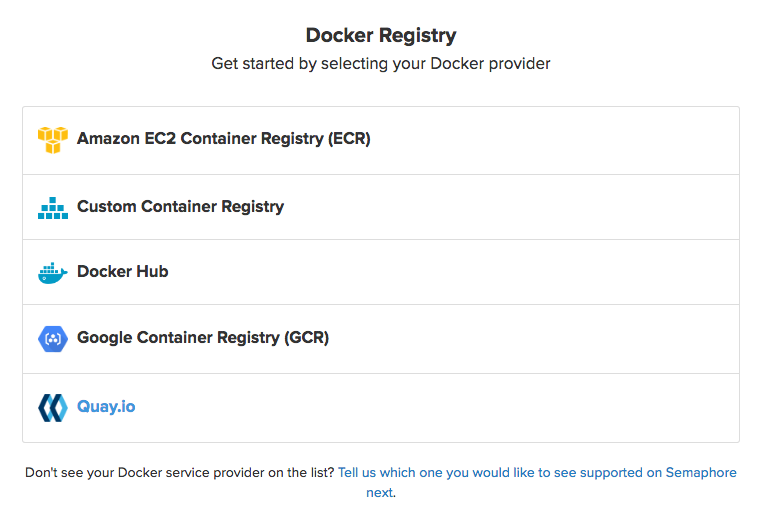 Docker Registry
Get started by selecting your Docker provider
Amazon EC2 Container Registry (ECR)
Custom Container Registry
Docker Hub
Google Container Registry (GCR)
Quay.io
Don't see your Docker service provider on the list? Tell us which one you would like to see supported on Semaphore
next.